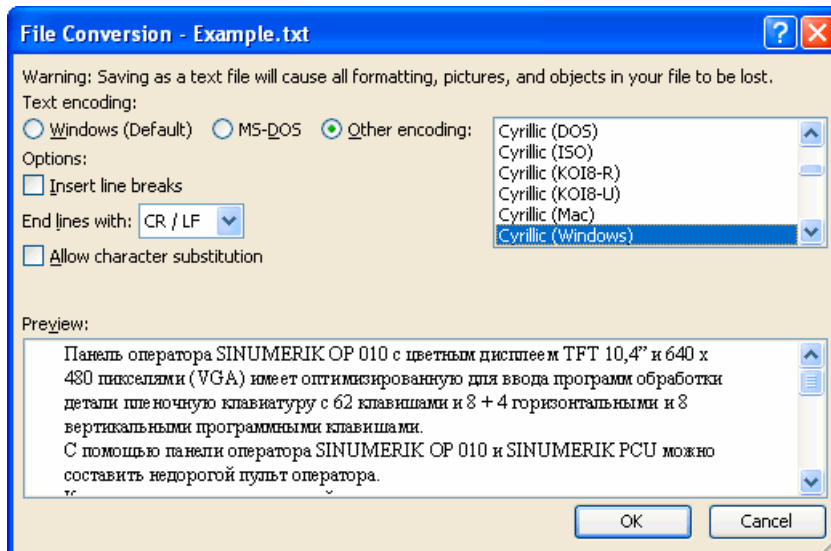 File Conversion - Example.txt
Warning: Saving as a text file will cause all formatting, pictures, and objects in your file to be lost.
Text encoding:
Windows (Default) MS-DOS Other encoding:
Cyrillic (DOS)
Cyrillic (ISO)
Cyrillic (KOI8-R)
Cyrillic (KOI8-U)
Cyrillic (Mac)
Cyrillic (Windows)
Options:
Insert line breaks
End lines with: CR / LF
Allow character substitution
Preview:
Панель оператора SINUMERIK OP 010 с цветным дисплеем TFT 10,4” и 640 x
480 пикселями (VGA) имеет оптимизированную для ввода программ обработки
детали пленочную клавиатуру с 62 клавишами и 8 + 4 горизонтальными и 8
вертикальными программными клавишами.
С помощью панели оператора SINUMERIK OP 010 и SINUMERIK PCU можно
составить недорогой пульт оператора.
OK Cancel